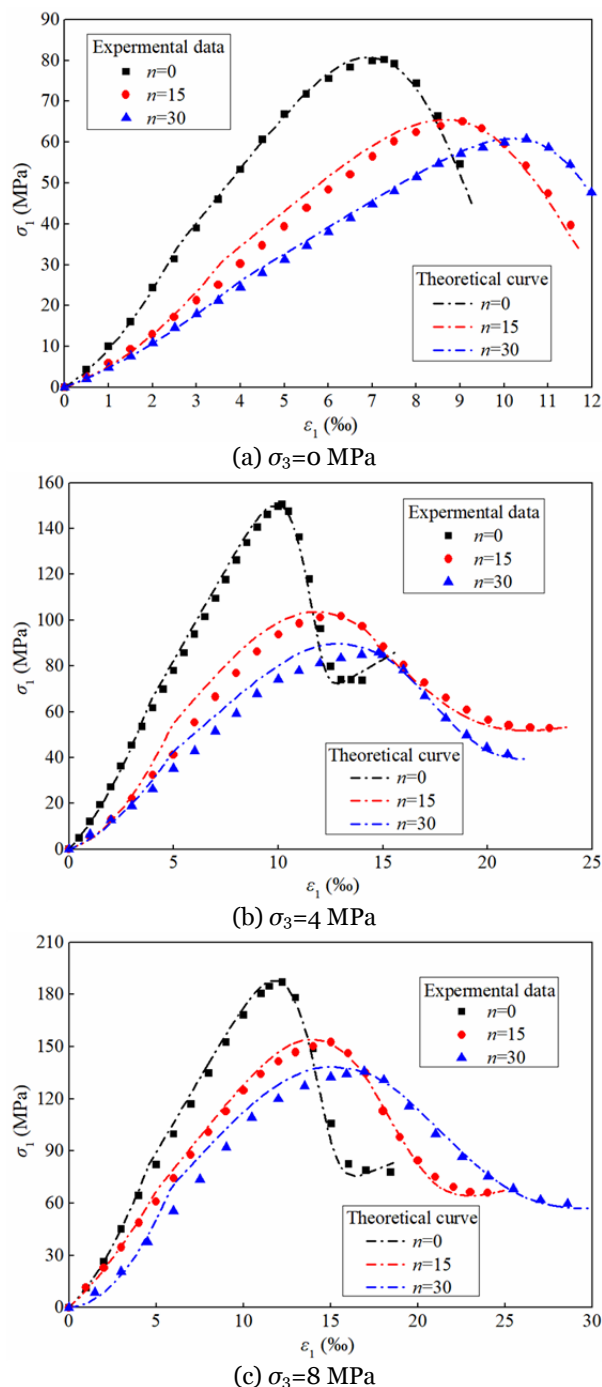 90
80
70
60
50
40
30
20
10
0
σ₁ (MPa)
Experimental data
n=0
n=15
n=30
Theoretical curve
n=0
n=15
n=30
0 1 2 3 4 5 6 7 8 9 10 11 12
ε₁ (‰)
(a) σ₃=0 MPa
160
140
120
100
80
60
40
20
0
σ₁ (MPa)
Experimental data
n=0
n=15
n=30
Theoretical curve
n=0
n=15
n=30
0 5 10 15 20 25
ε₁ (‰)
(b) σ₃=4 MPa
210
180
150
120
90
60
30
0
σ₁ (MPa)
Experimental data
n=0
n=15
n=30
Theoretical curve
n=0
n=15
n=30
0 5 10 15 20 25 30
ε₁ (‰)
(c) σ₃=8 MPa